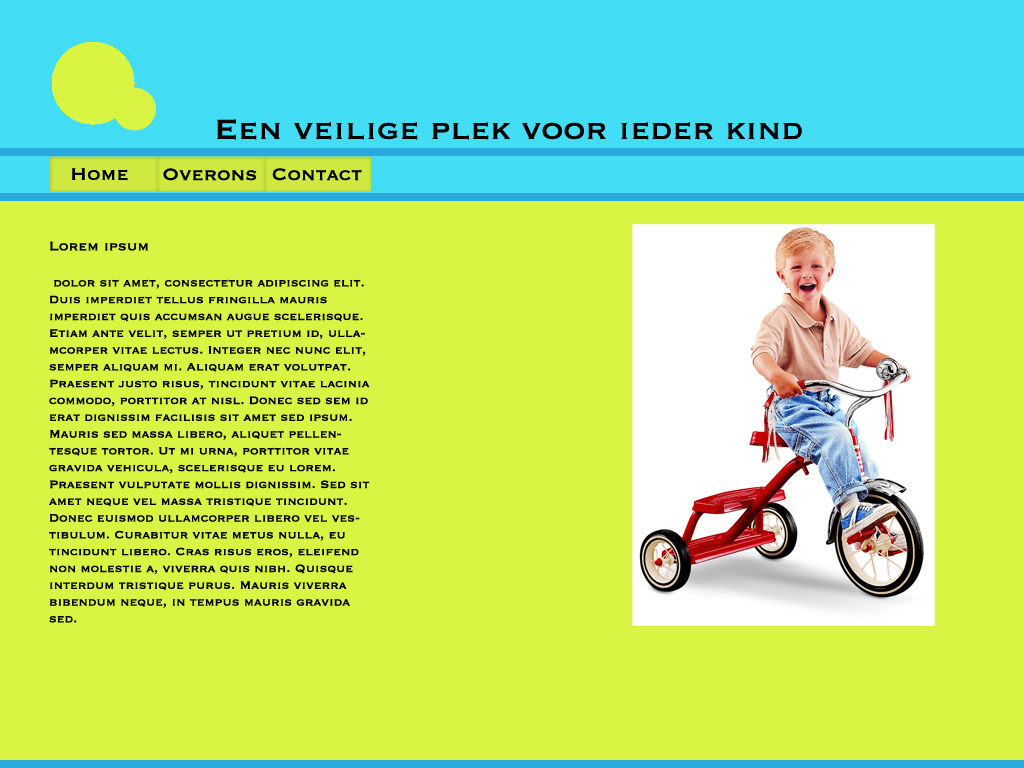 Een veilige plek voor ieder kind
Home Overons Contact
Lorem ipsum
dolor sit amet, consectetur adipiscing elit.
Duis imperdiet tellus fringilla mauris
imperdiet quis accumsan augue scelerisque.
Etiam ante velit, semper ut pretium id, ulla-
mcorper vitae lectus. Integer nec nunc elit,
semper aliquam mi. Aliquam erat volutpat.
Praesent justo risus, tincidunt vitae lacinia
commodo, porttitor at nisl. Donec sed sem id
erat dignissim facilisis sit amet sed ipsum.
Mauris sed massa libero, aliquet pellen-
tesque tortor. Ut mi urna, porttitor vitae
gravida vehicula, scelerisque eu lorem.
Praesent vulputate mollis dignissim. Sed sit
amet neque vel massa tristique tincidunt.
Donec euismod ullamcorper libero vel ves-
tibulum. Curabitur vitae metus nulla, eu
tincidunt libero. Cras risus eros, eleifend
non molestie a, viverra quis nibh. Quisque
interdum tristique purus. Mauris viverra
bibendum neque, in tempus mauris gravida
sed.